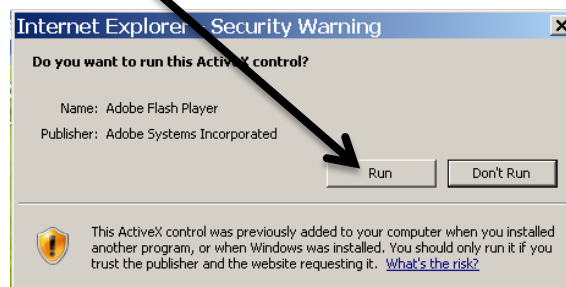 Internet Explorer - Security Warning
Do you want to run this ActiveX control?
Name: Adobe Flash Player
Publisher: Adobe Systems Incorporated
Run Don't Run
This ActiveX control was previously added to your computer when you installed
another program, or when Windows was installed. You should only run it if you
trust the publisher and the website requesting it. What's the risk?